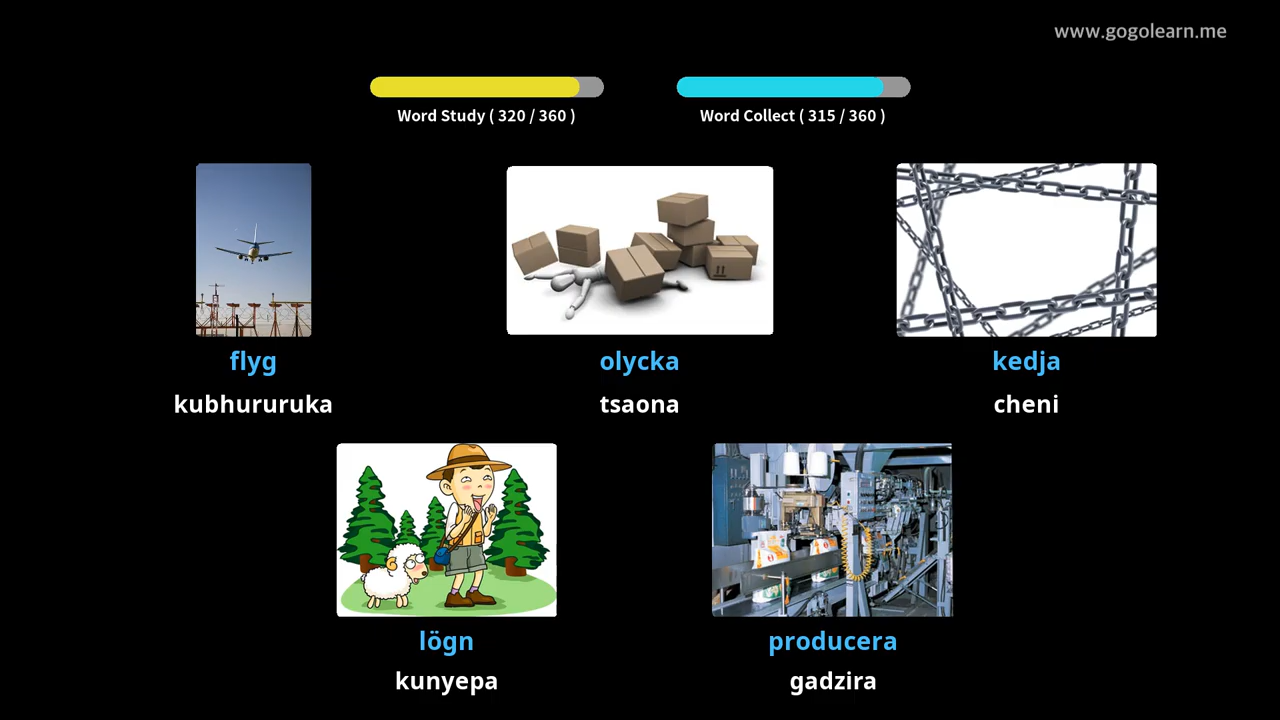 www.gogolearn.me
Word Study ( 320 / 360 )
Word Collect ( 315 / 360 )
flyg
kubhururuka
olycka
tsaona
kedja
cheni
lögn
kunyepa
producera
gadzira